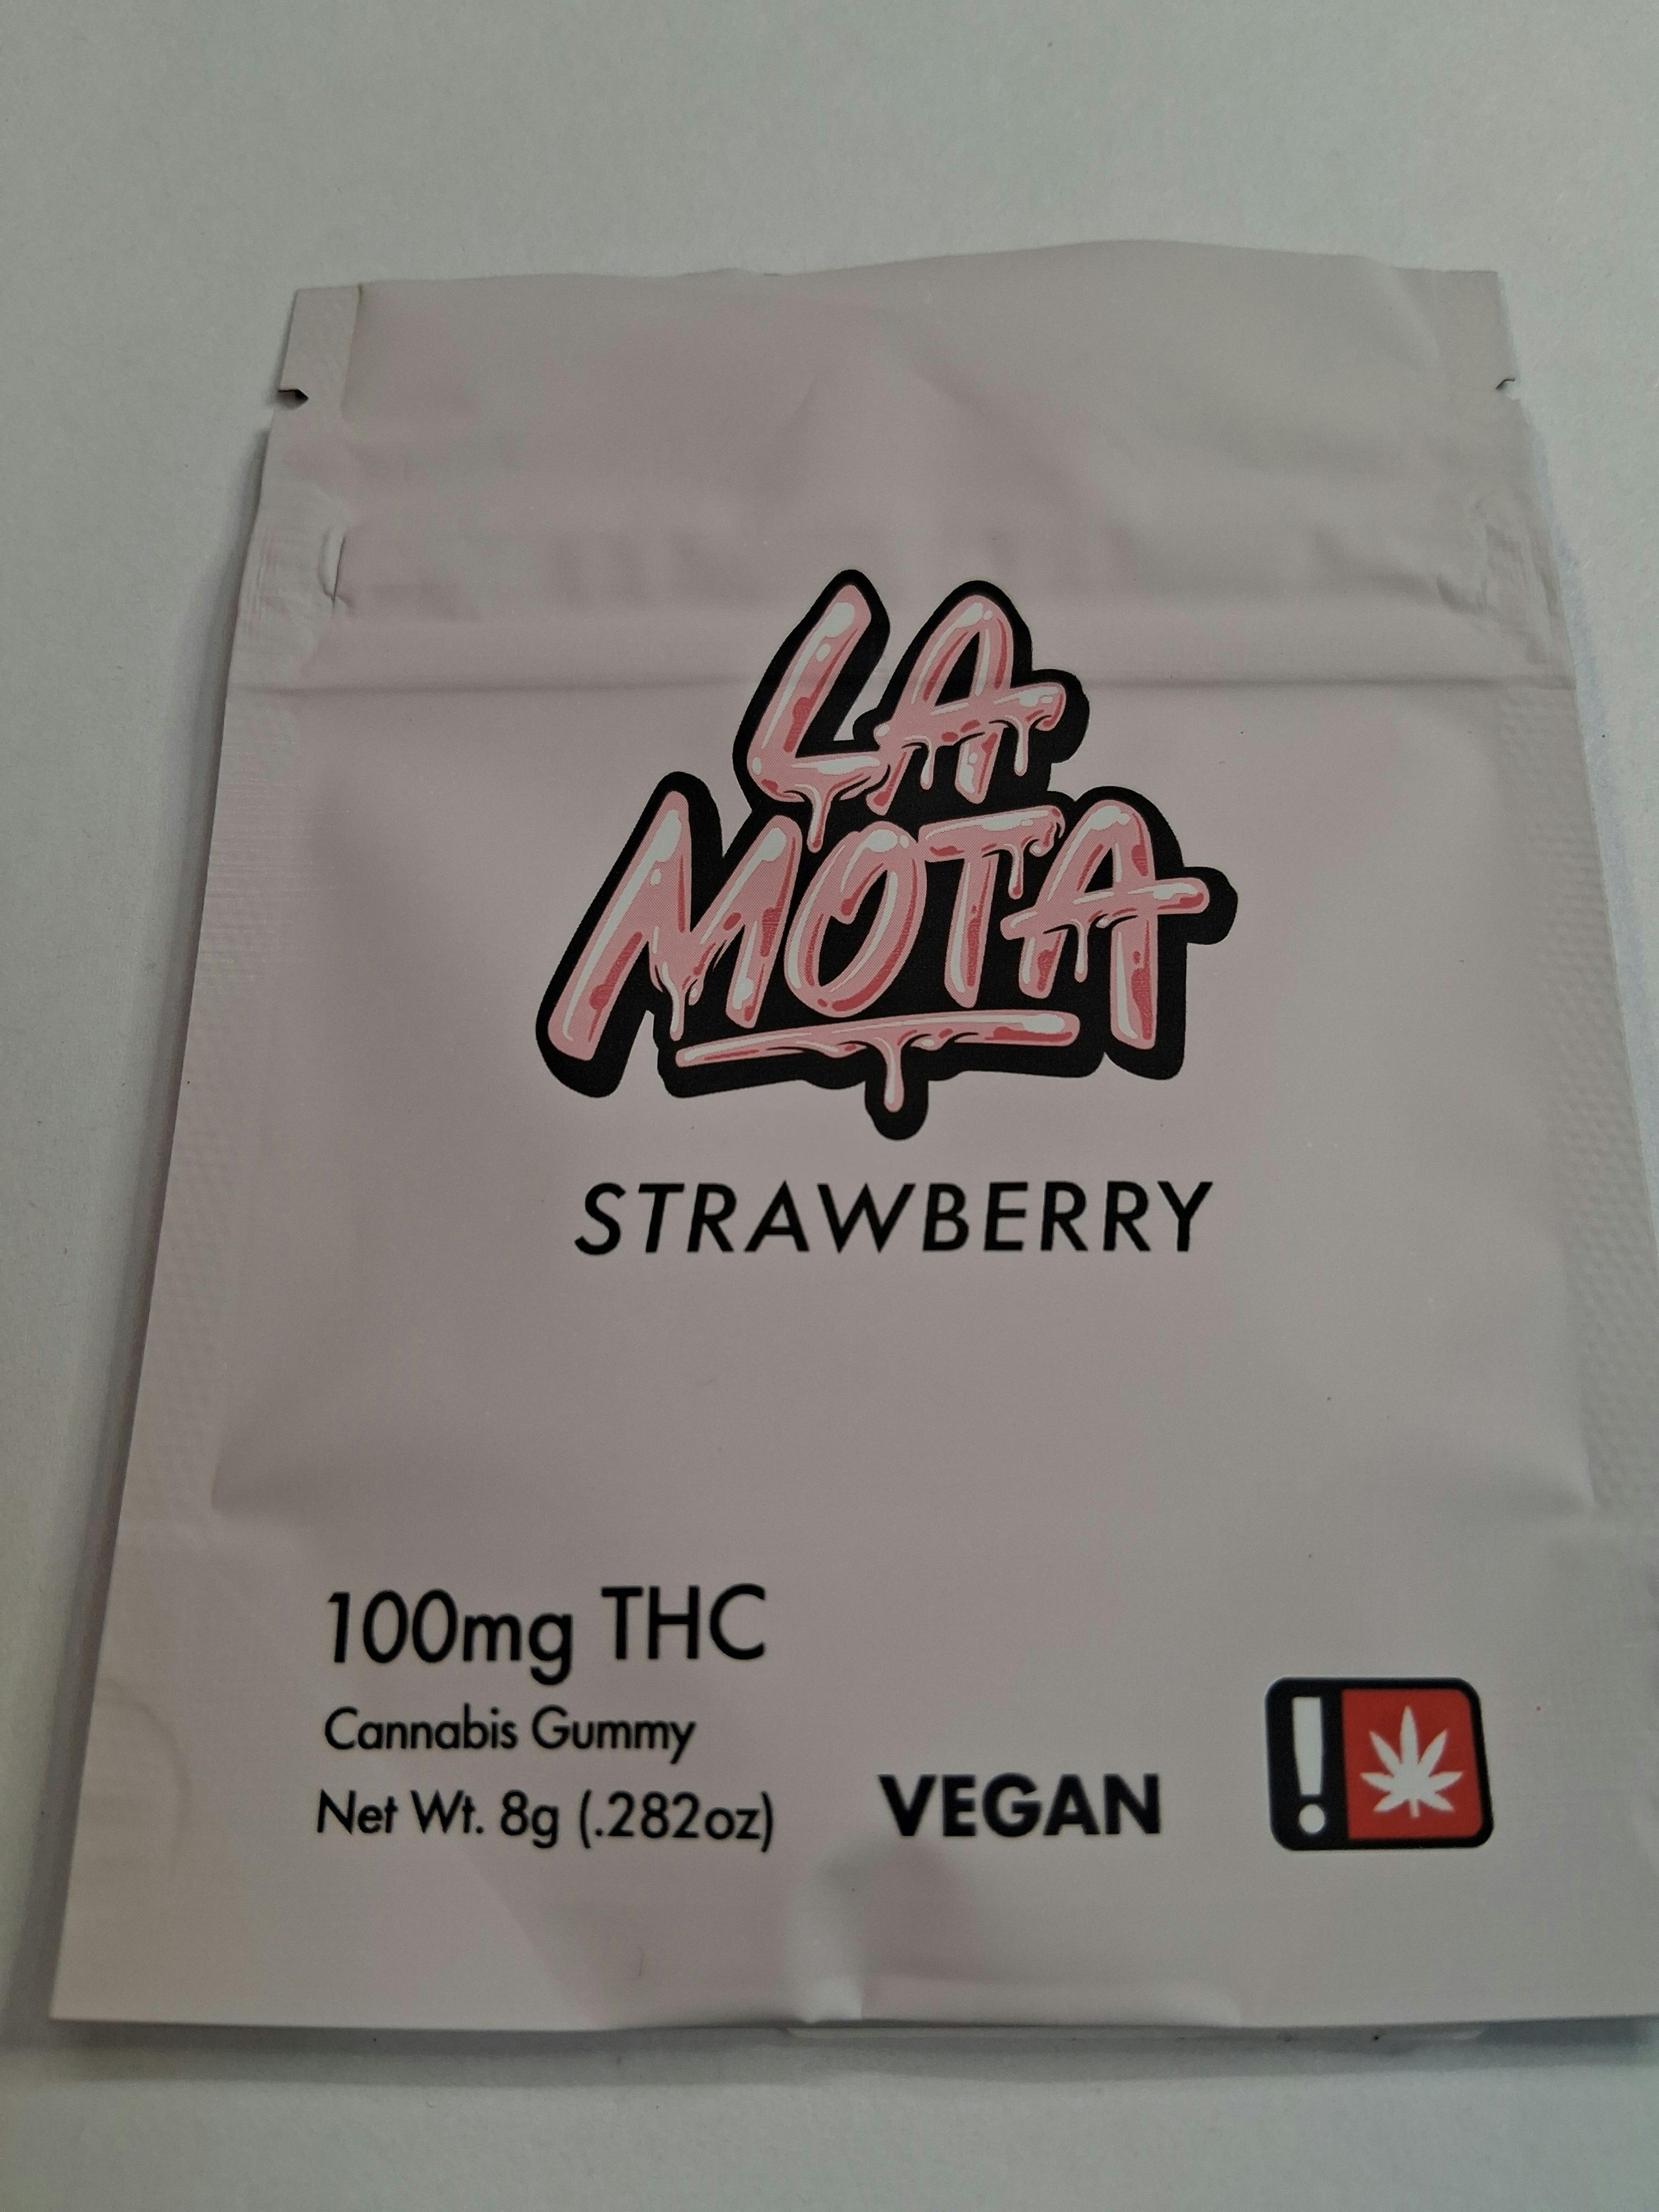 LA
MOTA
STRAWBERRY
100mg THC
Cannabis Gummy
Net Wt. 8g (.282oz)
VEGAN
!